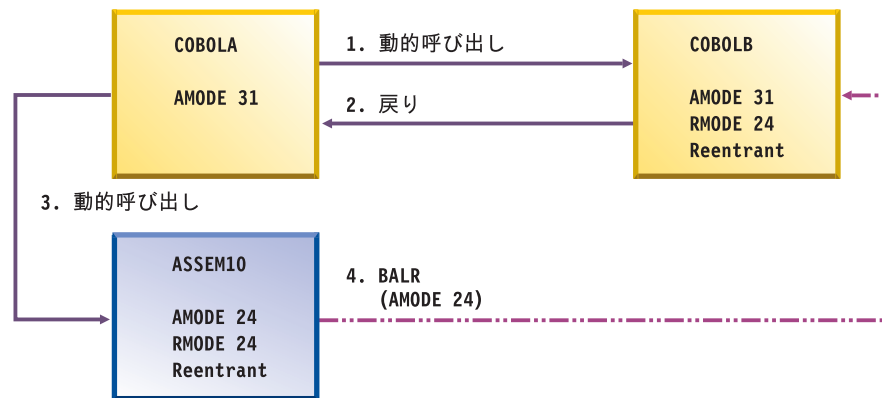 COBOLA
AMODE 31
1. 動的呼び出し
2. 戻り
COBOLB
AMODE 31
RMODE 24
Reentrant
3. 動的呼び出し
ASSEM10
AMODE 24
RMODE 24
Reentrant
4. BALR
(AMODE 24)